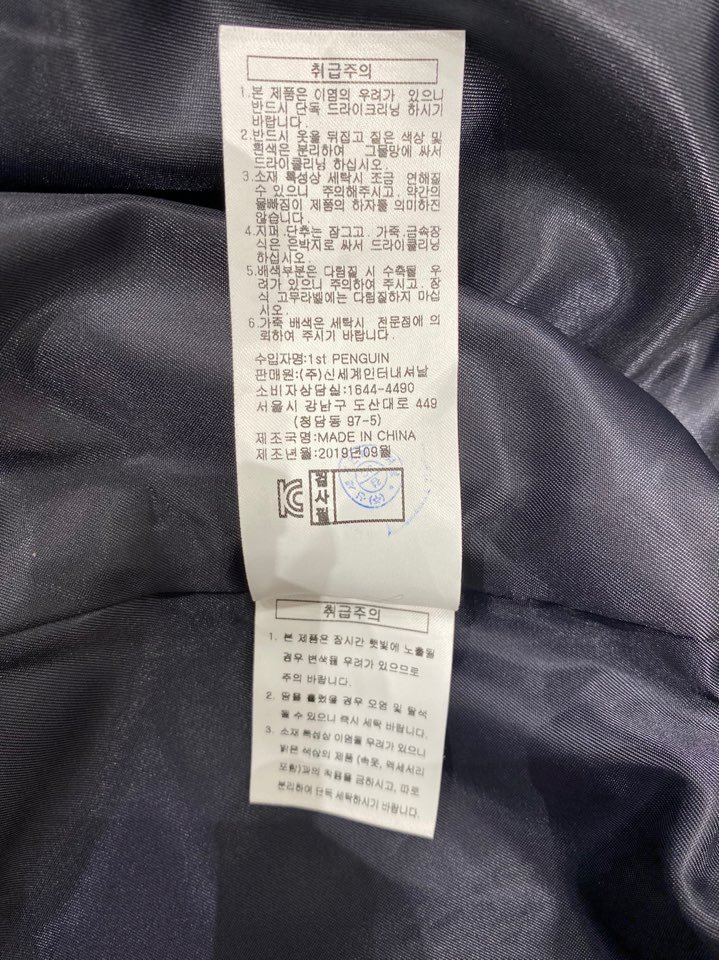 취급주의
1.본 제품은 이염의 우려가 있으니
반드시 단독 드라이크리닝 하시기
바랍니다.
2.반드시 옷을 뒤집고 짙은 색상 및
흰색은 분리하여 그물망에 싸서
드라이클리닝 하십시오.
3.소재 특성상 세탁시 조금 연해질
수 있으니 주의해주시고.약간의
물빠짐이 제품의 하자를 의미하진
않습니다.
4.지퍼.단추는 잠그고.가죽.금속장
식은 은박지로 싸서 드라이클리닝
하십시오.
5.배색부분은 다림질 시 수축될 우
려가 있으니 주의하여 주시고.장
식 고무라벨에는 다림질하지 마십
시오.
6.가죽 배색은 세탁시 전문점에 의
뢰하여 주시기 바랍니다.
수입자명:1st PENGUIN
판매원:(주)신세계인터내셔날
소비자상담실:1644-4490
서울시 강남구 도산대로 449
(청담동 97-5)
제조국명:MADE IN CHINA
제조년월:2019년09월
검사필
취급주의
1. 본 제품은 장시간 햇빛에 노출될
경우 변색될 우려가 있으므로
주의 바랍니다.
2. 땀을 흘렸을 경우 오염 및 탈색
될 수 있으니 즉시 세탁 바랍니다.
3. 소재 특성상 이염될 우려가 있으니
밝은 색상의 제품 (속옷, 액세서리
포함)과의 착용을 금하시고, 따로
분리하여 단독 세탁하시기 바랍니다.